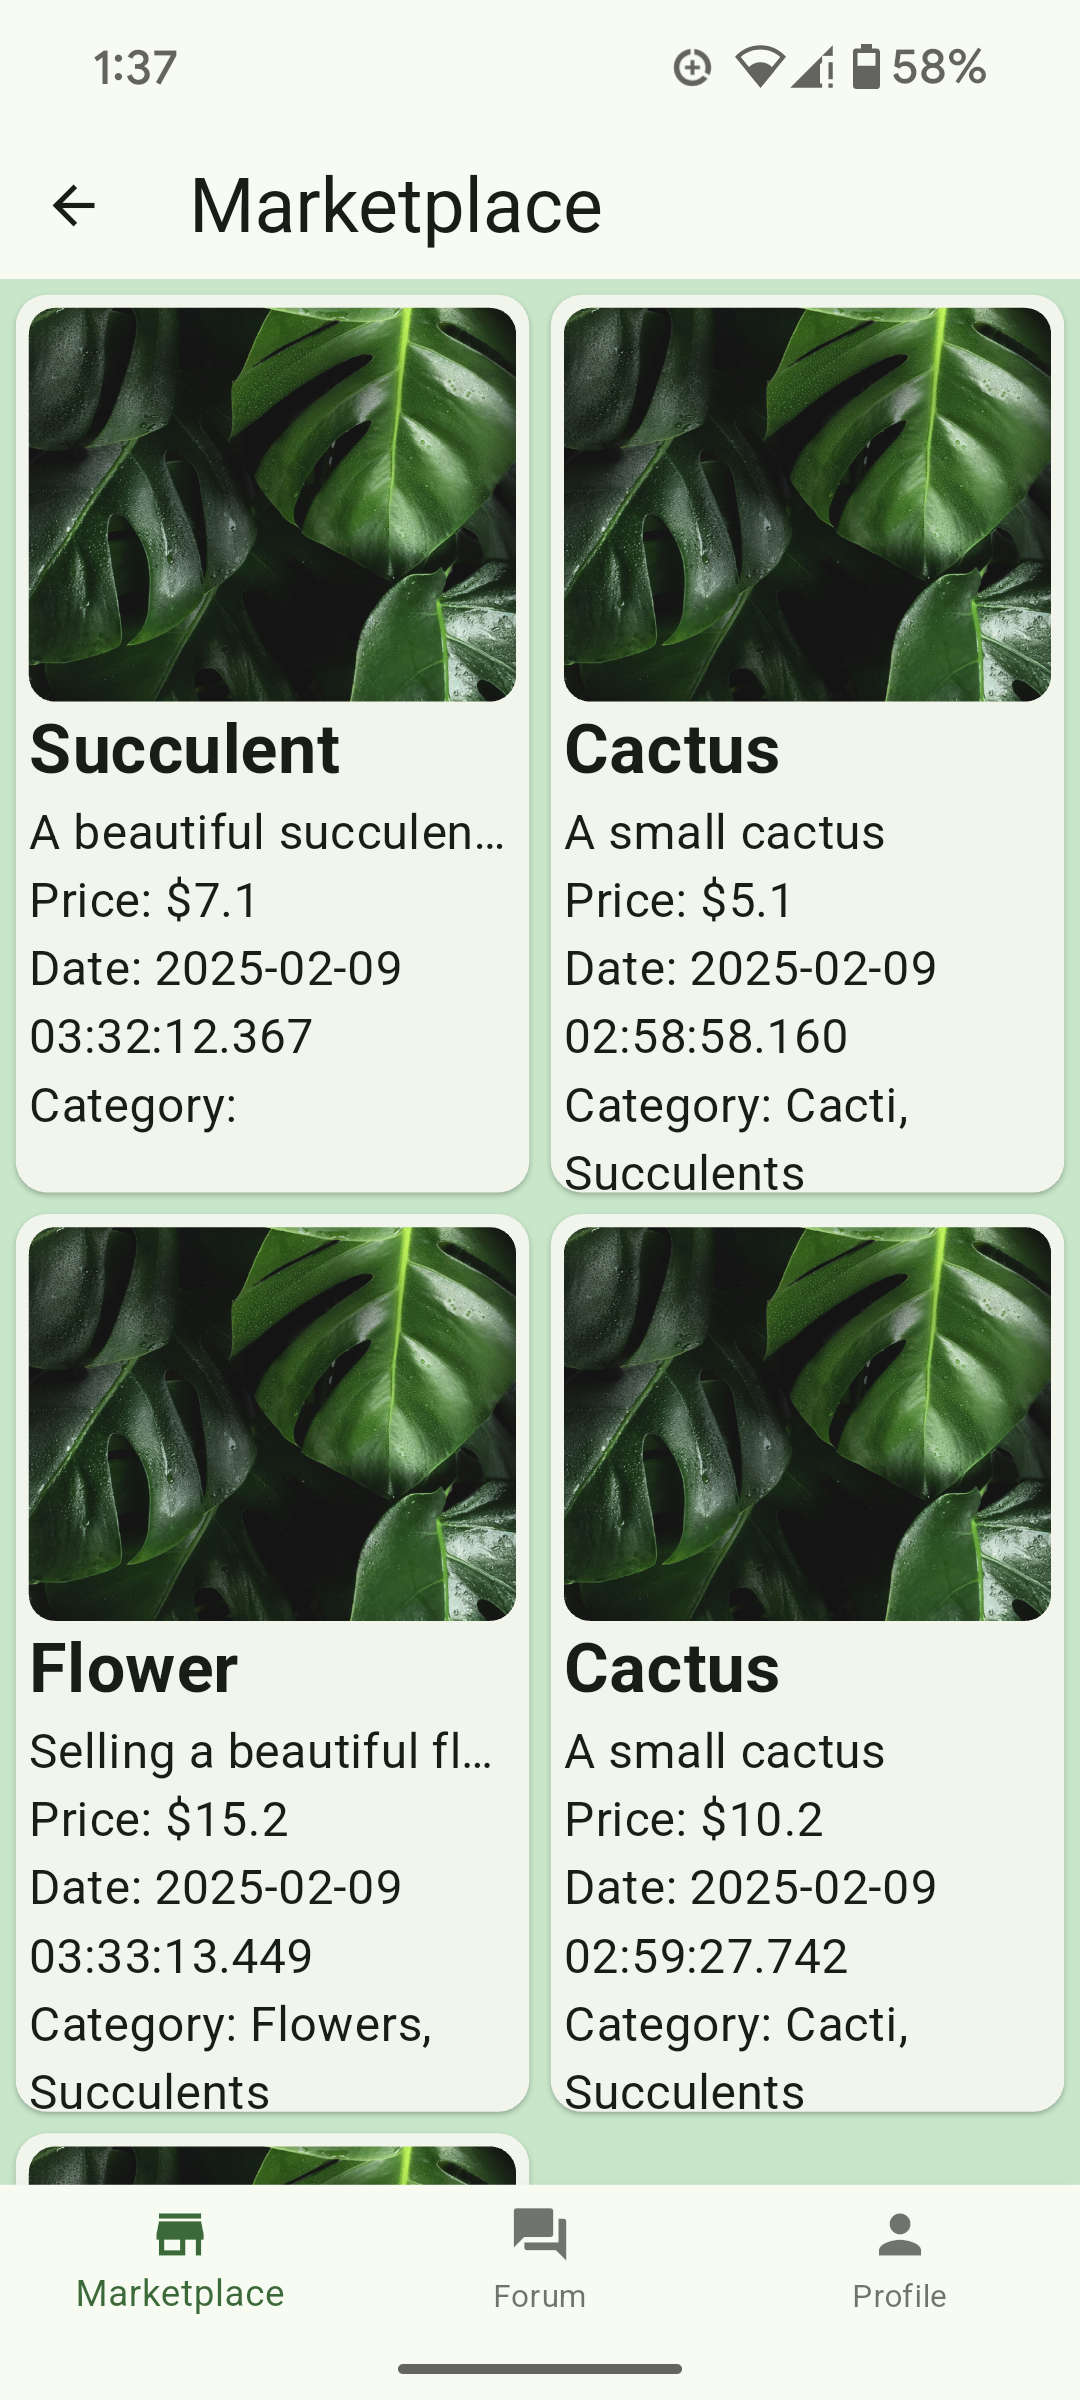 1:37
58%
Marketplace
Succulent
A beautiful succulen...
Price: $7.1
Date: 2025-02-09
03:32:12.367
Category:
Cactus
A small cactus
Price: $5.1
Date: 2025-02-09
02:58:58.160
Category: Cacti,
Succulents
Flower
Selling a beautiful fl...
Price: $15.2
Date: 2025-02-09
03:33:13.449
Category: Flowers,
Succulents
Cactus
A small cactus
Price: $10.2
Date: 2025-02-09
02:59:27.742
Category: Cacti,
Succulents
Marketplace
Forum
Profile